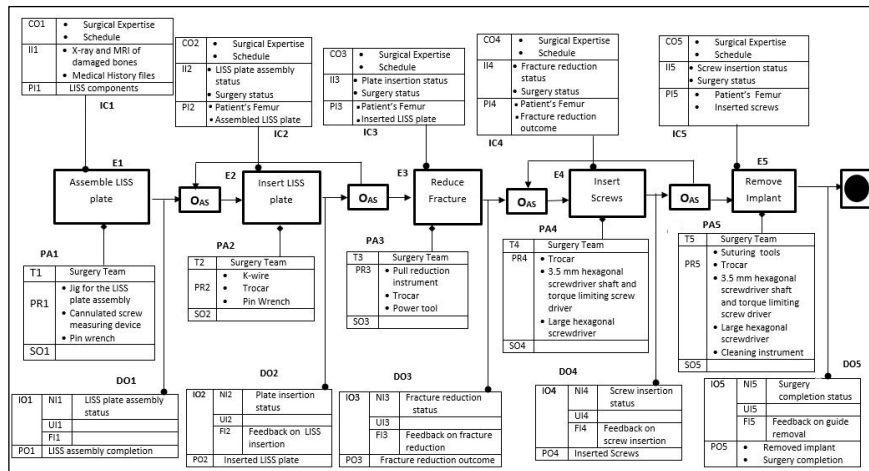 CO1 • Surgical Expertise
• Schedule
II1 • X-ray and MRI of
damaged bones
• Medical History files
PI1 LISS components
IC1
CO2 • Surgical Expertise
• Schedule
II2 • LISS plate assembly
status
• Surgery status
PI2 • Patient's Femur
• Assembled LISS plate
IC2
CO3 • Surgical Expertise
• Schedule
II3 • Plate insertion status
• Surgery status
PI3 • Patient's Femur
• Inserted LISS plate
IC3
CO4 • Surgical Expertise
• Schedule
II4 • Fracture reduction
status
• Surgery status
PI4 • Patient's Femur
• Fracture reduction
outcome
IC4
CO5 • Surgical Expertise
• Schedule
II5 • Screw insertion status
• Surgery status
PI5 • Patient's Femur
• Inserted screws
IC5
E1
Assemble LISS
plate
OAS
E2
Insert LISS
plate
OAS
E3
Reduce
Fracture
OAS
E4
Insert
Screws
OAS
E5
Remove
Implant
PA1
T1 Surgery Team
PR1 • Jig for the LISS
plate assembly
• Cannulated screw
measuring device
• Pin wrench
SO1
PA2
T2 Surgery Team
PR2 • K-wire
• Trocar
• Pin Wrench
SO2
PA3
T3 Surgery Team
PR3 • Pull reduction
instrument
• Trocar
• Power tool
SO3
PA4
T4 Surgery Team
PR4 • Trocar
• 3.5 mm hexagonal
screwdriver shaft and
torque limiting screw
driver
• Large hexagonal
screwdriver
SO4
PA5
T5 Surgery Team
PR5 • Suturing tools
• Trocar
• 3.5 mm hexagonal
screwdriver shaft
and torque limiting
screw driver
• Large hexagonal
screwdriver
• Cleaning instrument
SO5
DO1
IO1 NI1 LISS plate assembly
status
UI1
FI1
PO1 LISS assembly completion
DO2
IO2 NI2 Plate insertion
status
UI2
FI2 Feedback on LISS
insertion
PO2 Inserted LISS plate
DO3
IO3 NI3 Fracture reduction
status
UI3
FI3 Feedback on fracture
reduction
PO3 Fracture reduction outcome
DO4
IO4 NI4 Screw insertion
status
UI4
FI4 Feedback on
screw insertion
PO4 Inserted Screws
DO5
IO5 NI5 Surgery
completion status
UI5
FI5 Feedback on guide
removal
PO5 • Removed implant
• Surgery completion